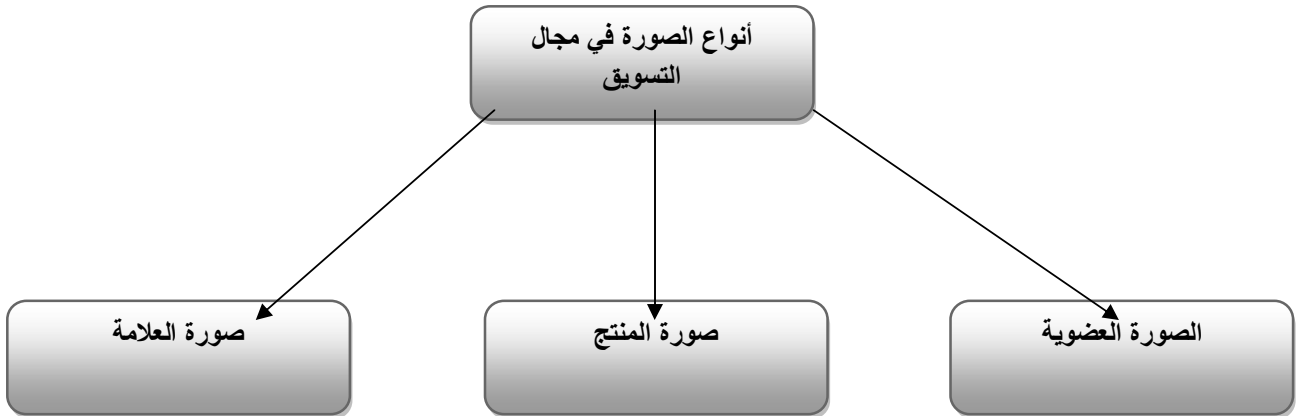 أنواع الصورة في مجال
التسويق
الصورة العضوية
صورة المنتج
صورة العلامة